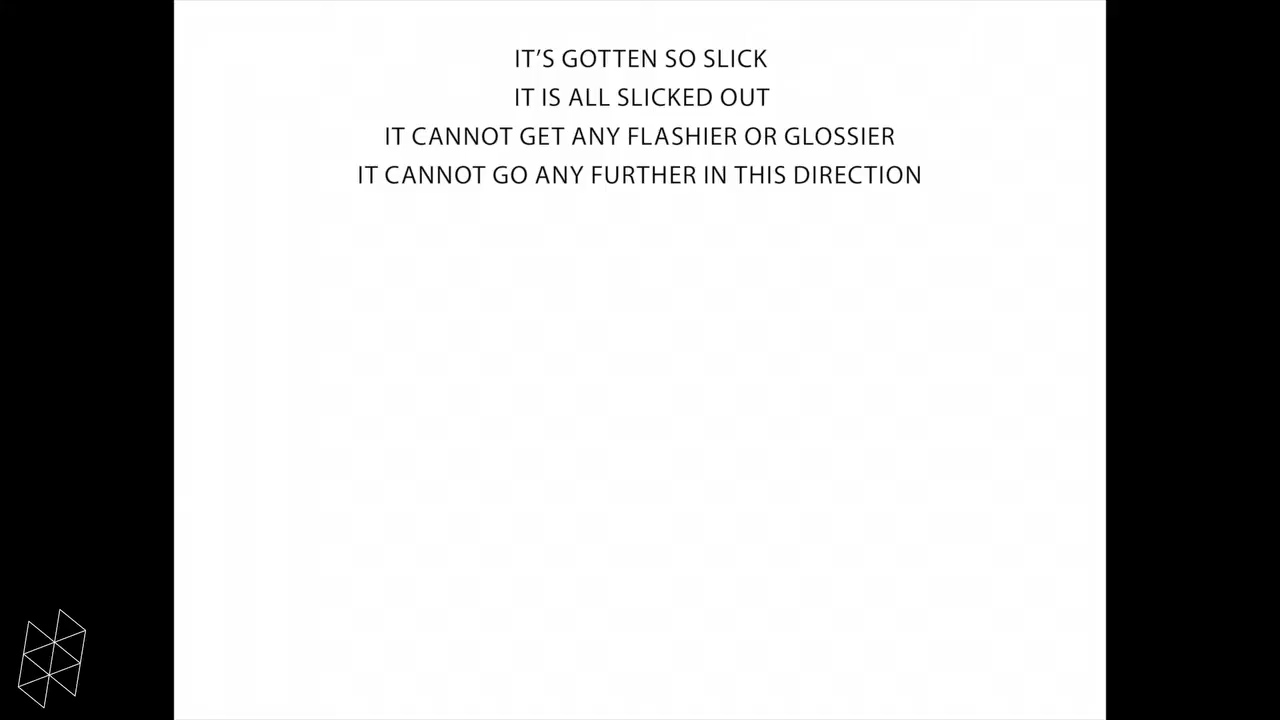 IT’S GOTTEN SO SLICK
IT IS ALL SLICKED OUT
IT CANNOT GET ANY FLASHIER OR GLOSSIER
IT CANNOT GO ANY FURTHER IN THIS DIRECTION